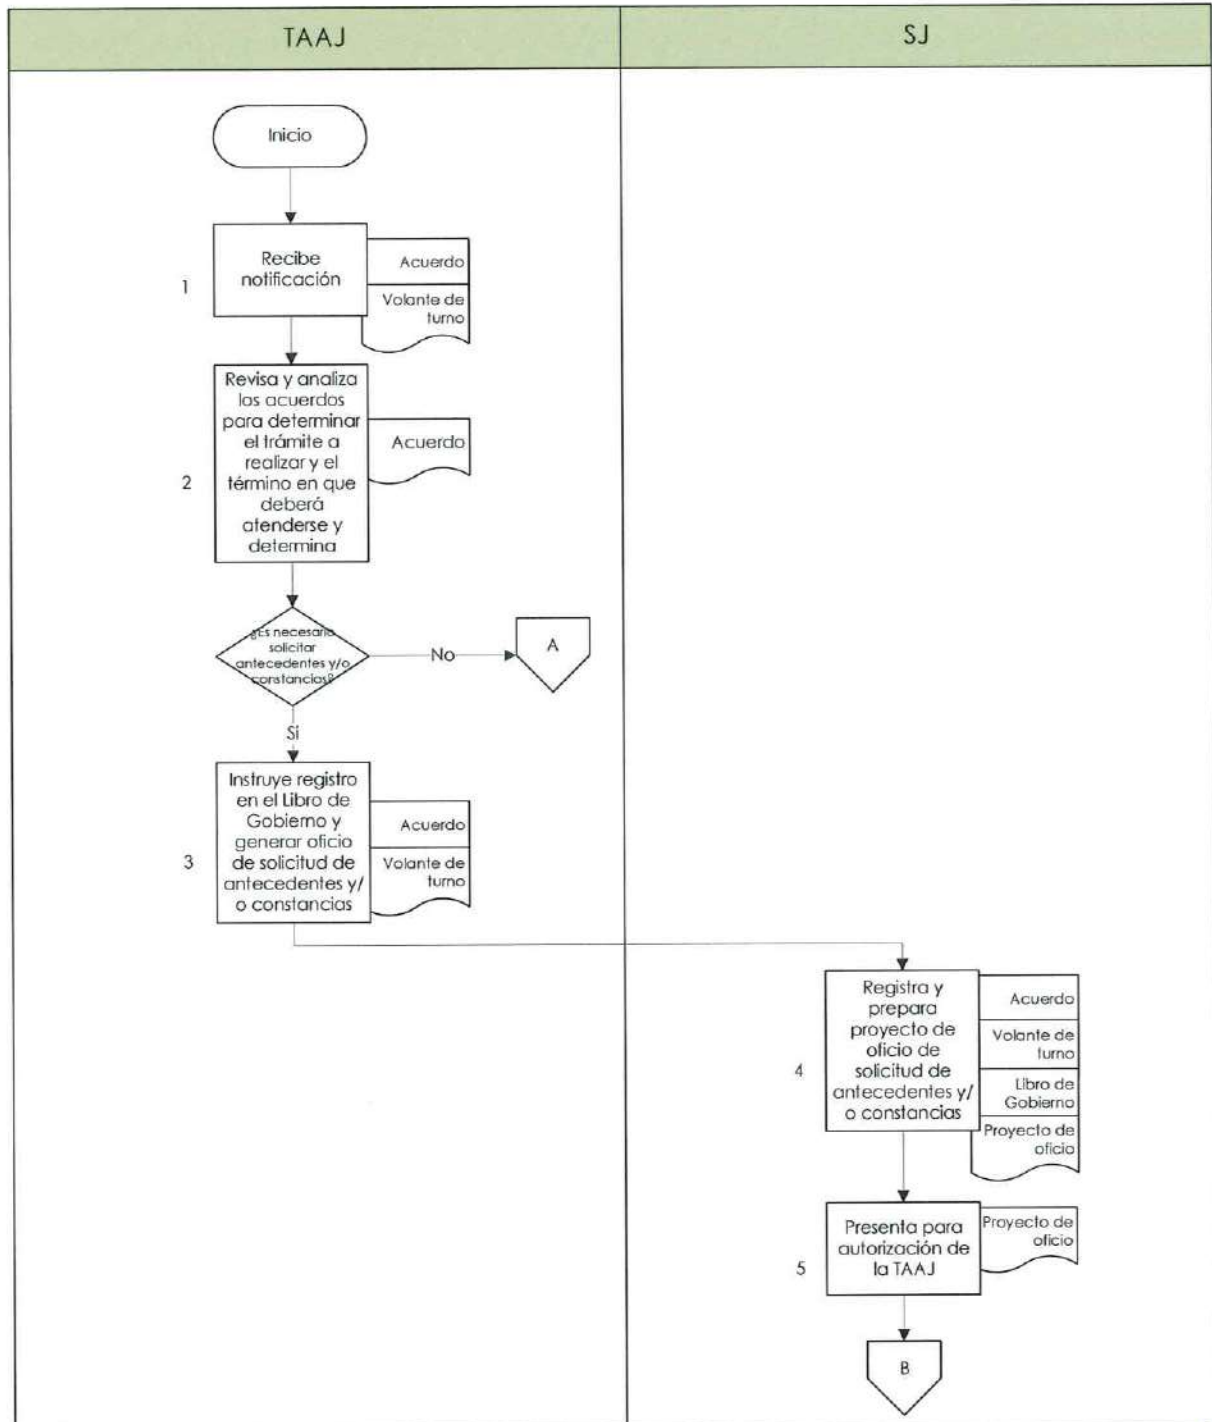 TAAJ
SJ
Inicio
1
Recibe
notificación
Acuerdo
Volante de
turno
2
Revisa y analiza
los acuerdos
para determinar
el trámite a
realizar y el
término en que
deberá
atenderse y
determina
Acuerdo
¿Es necesario
solicitar
antecedentes y/o
constancias?
No
A
Si
3
Instruye registro
en el Libro de
Gobierno y
generar oficio
de solicitud de
antecedentes y/
o constancias
Acuerdo
Volante de
turno
4
Registra y
prepara
proyecto de
oficio de
solicitud de
antecedentes y/
o constancias
Acuerdo
Volante de
turno
Libro de
Gobierno
Proyecto de
oficio
5
Presenta para
autorización de
la TAAJ
Proyecto de
oficio
B